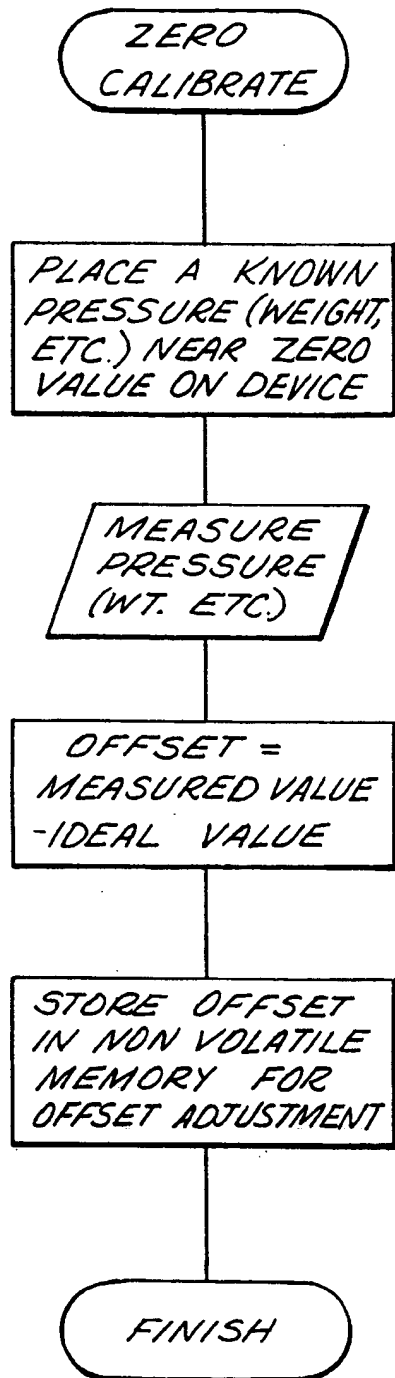 ZERO
CALIBRATE
PLACE A KNOWN
PRESSURE (WEIGHT,
ETC.) NEAR ZERO
VALUE ON DEVICE
MEASURE
PRESSURE
(WT. ETC.)
OFFSET =
MEASURED VALUE
-IDEAL VALUE
STORE OFFSET
IN NON VOLATILE
MEMORY FOR
OFFSET ADJUSTMENT
FINISH